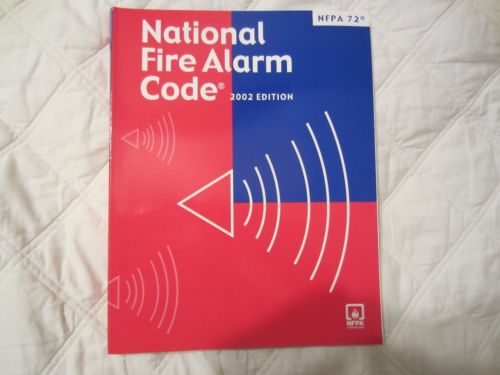 NFPA 72®
National
Fire Alarm
Code® 2002 EDITION
NFPA